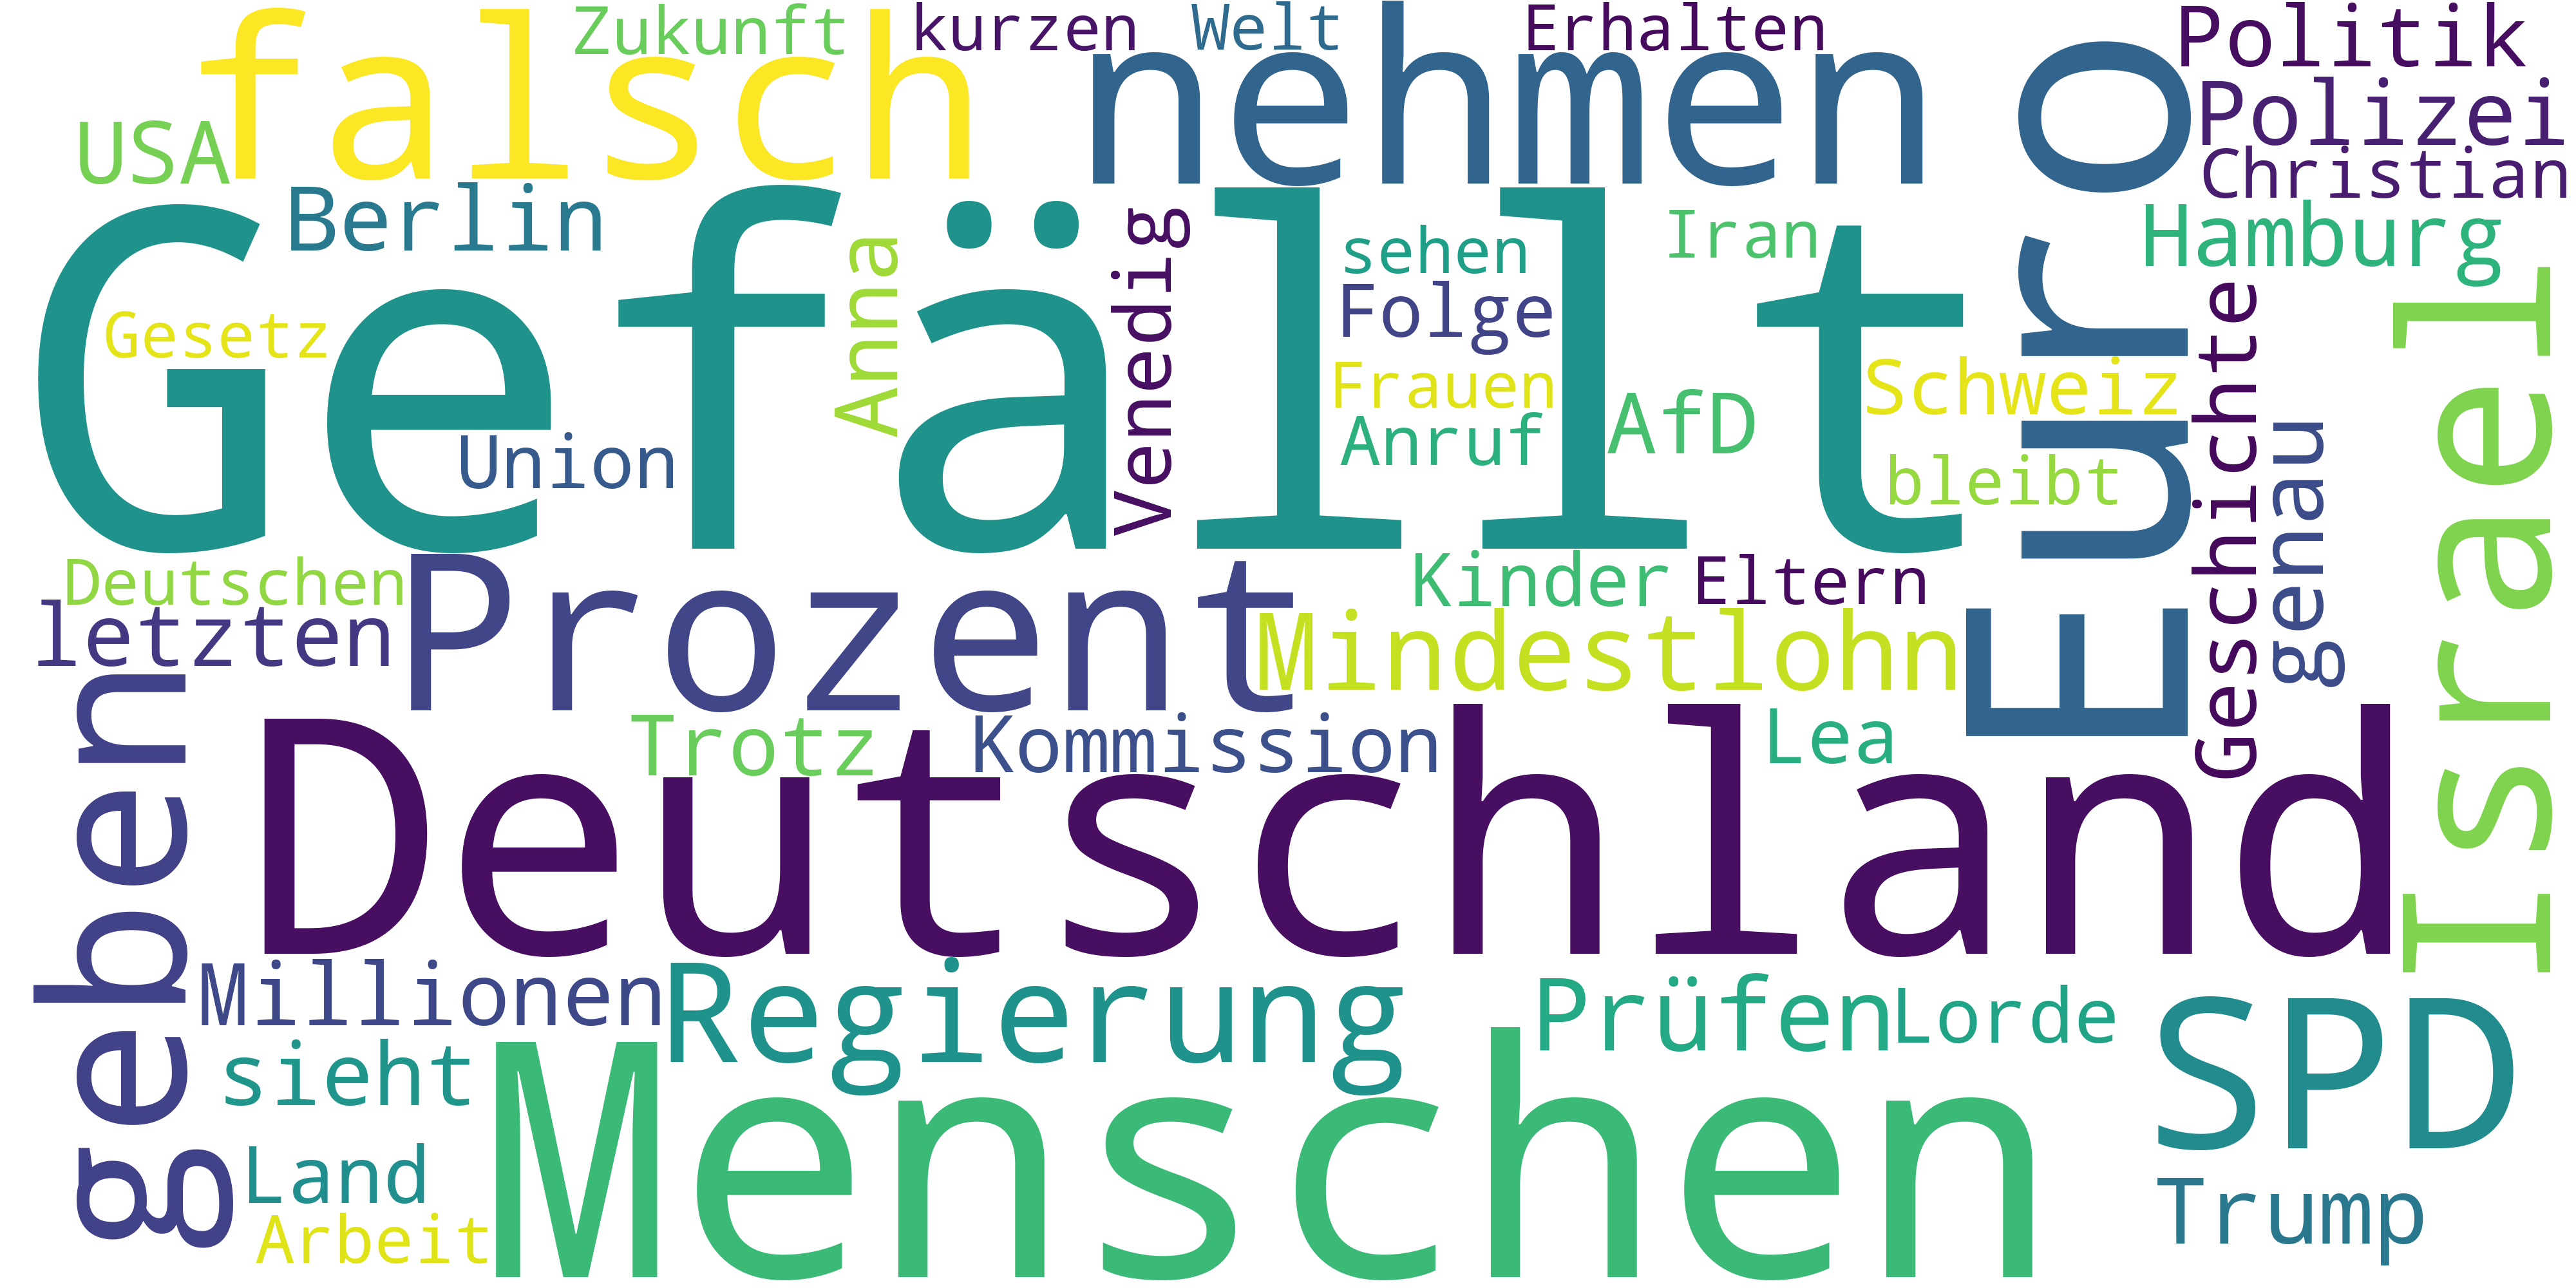 Zukunft
kurzen
Welt
Erhalten
Politik
falsch
nehmen
Euro
Polizei
USA
Christian
Berlin
Gefällt
Anna
Venedig
sehen
Iran
Hamburg
Gesetz
Folge
Frauen
Schweiz
Geschichte
Israel
Union
Anruf
AfD
bleibt
genau
Deutschen
Prozent
Kinder
Eltern
letzten
Mindestlohn
geben
Trotz
Kommission
Lea
Deutschland
Millionen
Regierung
Prüfen
Lorde
SPD
sieht
Menschen
Land
Trump
Arbeit